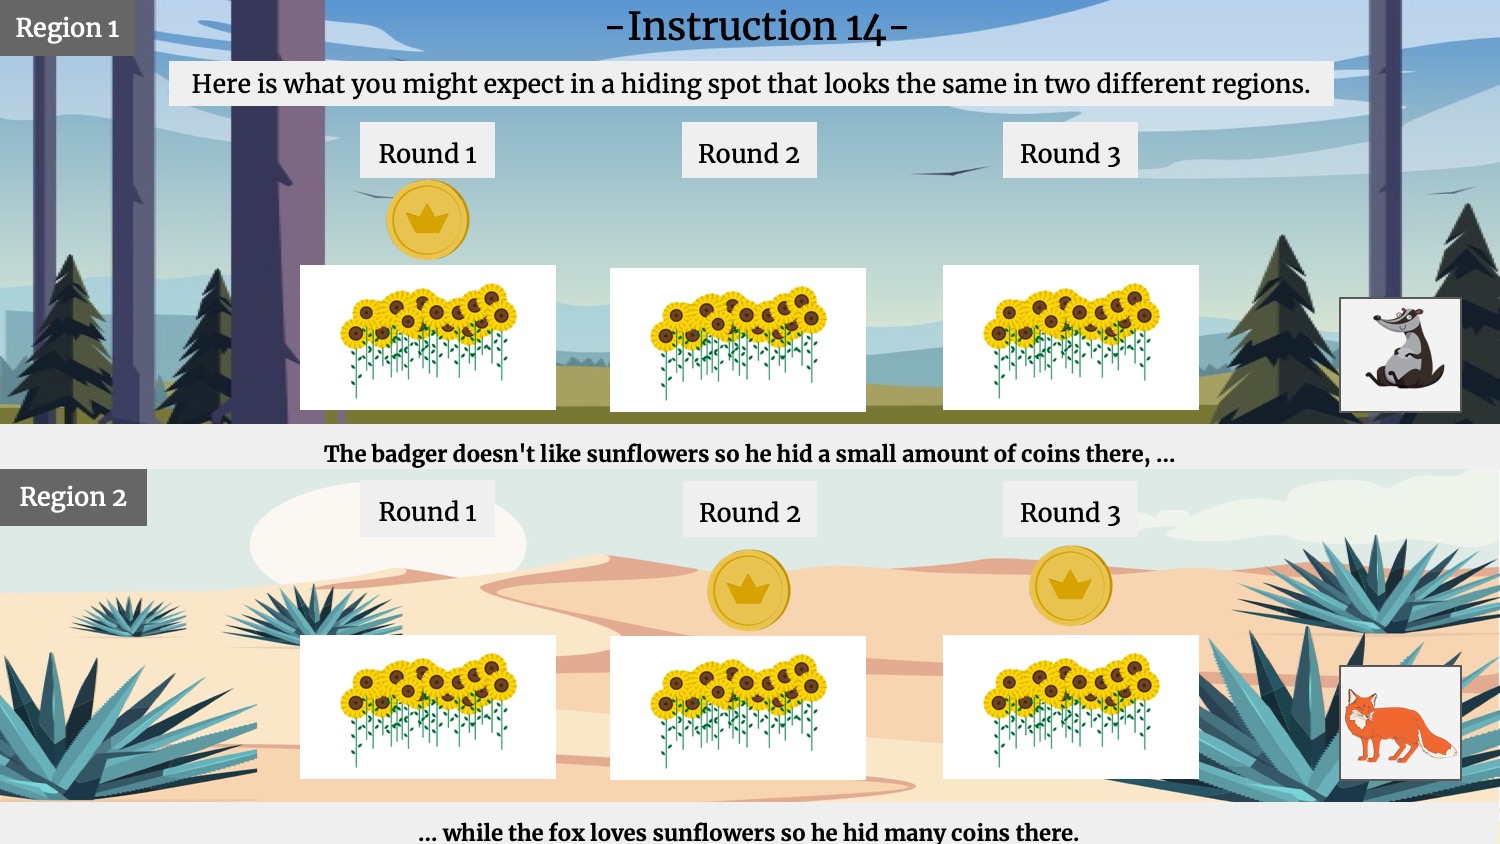 Region 1
-Instruction 14-
Here is what you might expect in a hiding spot that looks the same in two different regions.
Round 1
Round 2
Round 3
The badger doesn't like sunflowers so he hid a small amount of coins there, ...
Region 2
Round 1
Round 2
Round 3
... while the fox loves sunflowers so he hid many coins there.